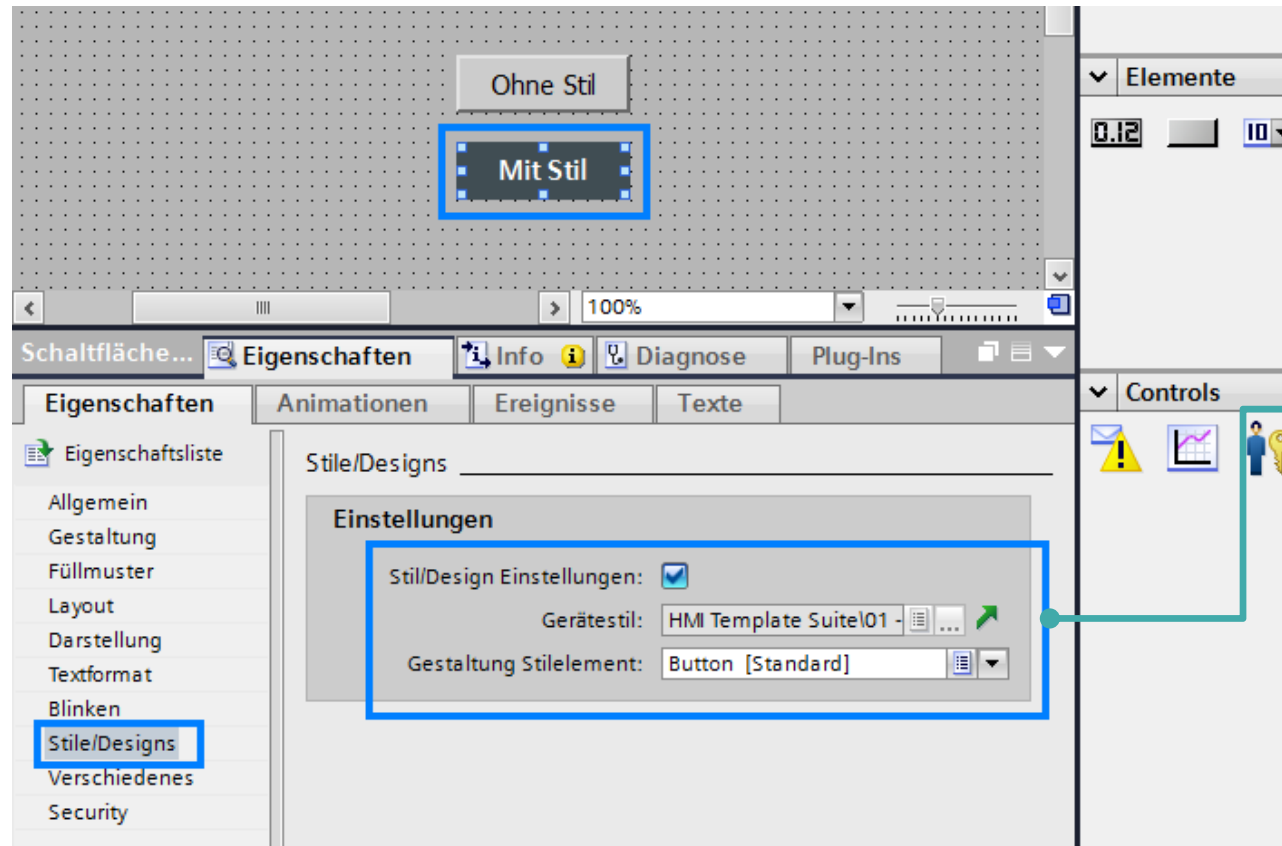 Ohne Stil
Elemente
0.12
10
Mit Stil
100%
Schaltfläche...
Eigenschaften
Info
Diagnose
Plug-Ins
Eigenschaften
Animationen
Ereignisse
Texte
Controls
Eigenschaftsliste
Stile/Designs
Allgemein
Einstellungen
Gestaltung
Füllmuster
Stil/Design Einstellungen:
Layout
Gerätestil: HMI Template Suite\01 - ...
Darstellung
Gestaltung Stilelement: Button [Standard]
Textformat
Blinken
Stile/Designs
Verschiedenes
Security